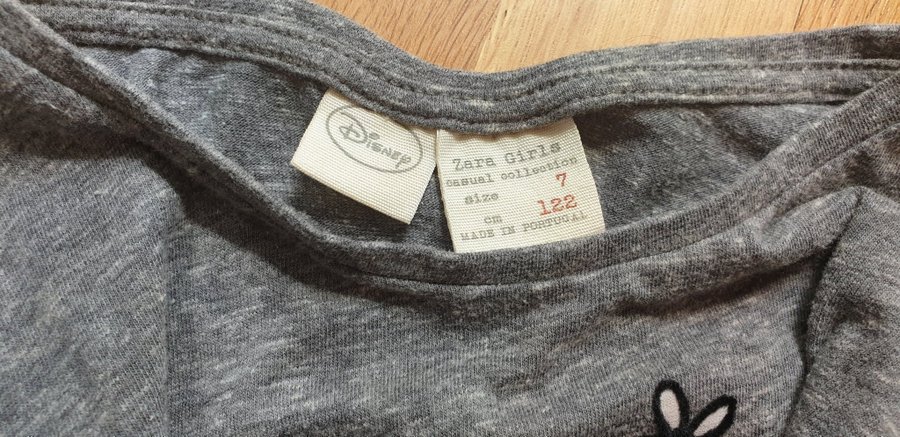 Disney
Zara Girls
casual collection
size 7
cm 122
MADE IN PORTUGAL